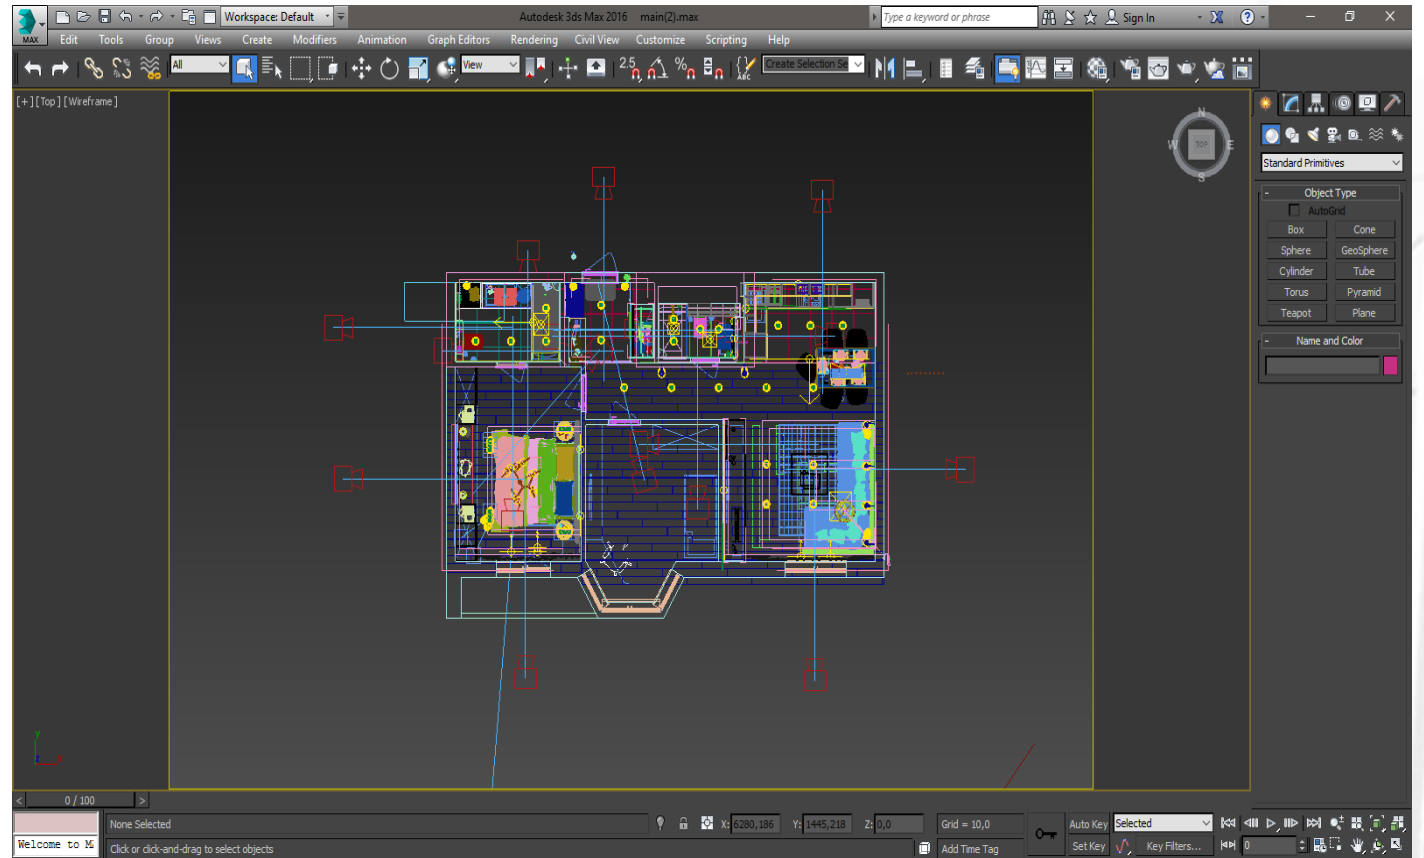 Workspace: Default
Autodesk 3ds Max 2016 main(2).max
Type a keyword or phrase
Sign In
MAX
Edit Tools Group Views Create Modifiers Animation Graph Editors Rendering Civil View Customize Scripting Help
All
View
2.5
%
ABC
Create Selection Se
[+] [Top] [Wireframe]
N
W TOP E
S
Standard Primitives
- Object Type
AutoGrid
Box Cone
Sphere GeoSphere
Cylinder Tube
Torus Pyramid
Teapot Plane
- Name and Color
y
z x
< 0 / 100 >
None Selected
X: 6280,186 Y: 1445,218 Z: 0,0
Grid = 10,0
Auto Key Selected
Welcome to M
Click or click-and-drag to select objects
Add Time Tag
Set Key Key Filters...
0